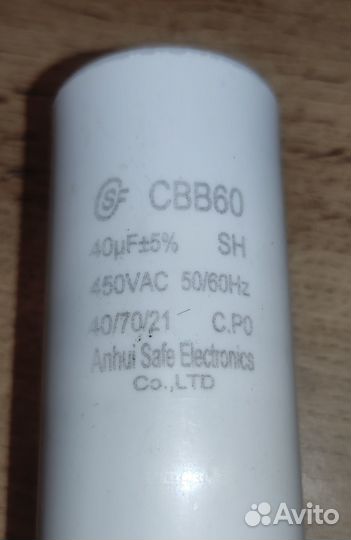 SF CBB60
40µF±5% SH
450VAC 50/60Hz
40/70/21 C.P0
Anhui Safe Electronics
Co.,LTD
Avito